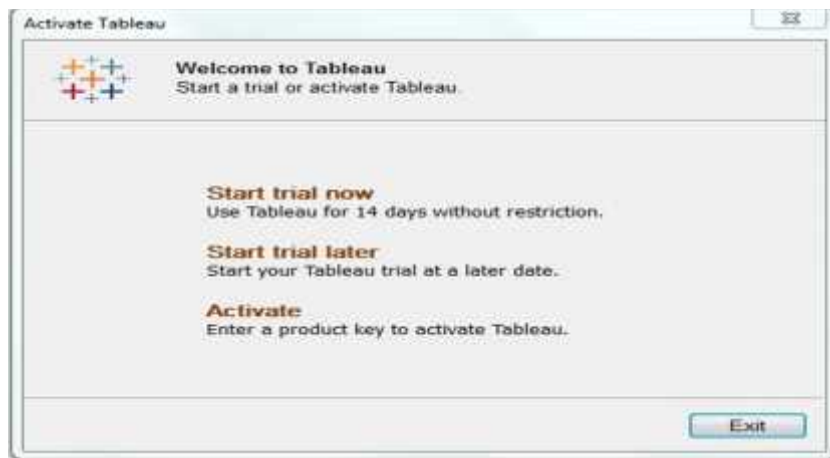 Activate Tableau
Welcome to Tableau
Start a trial or activate Tableau.
Start trial now
Use Tableau for 14 days without restriction.
Start trial later
Start your Tableau trial at a later date.
Activate
Enter a product key to activate Tableau.
Exit